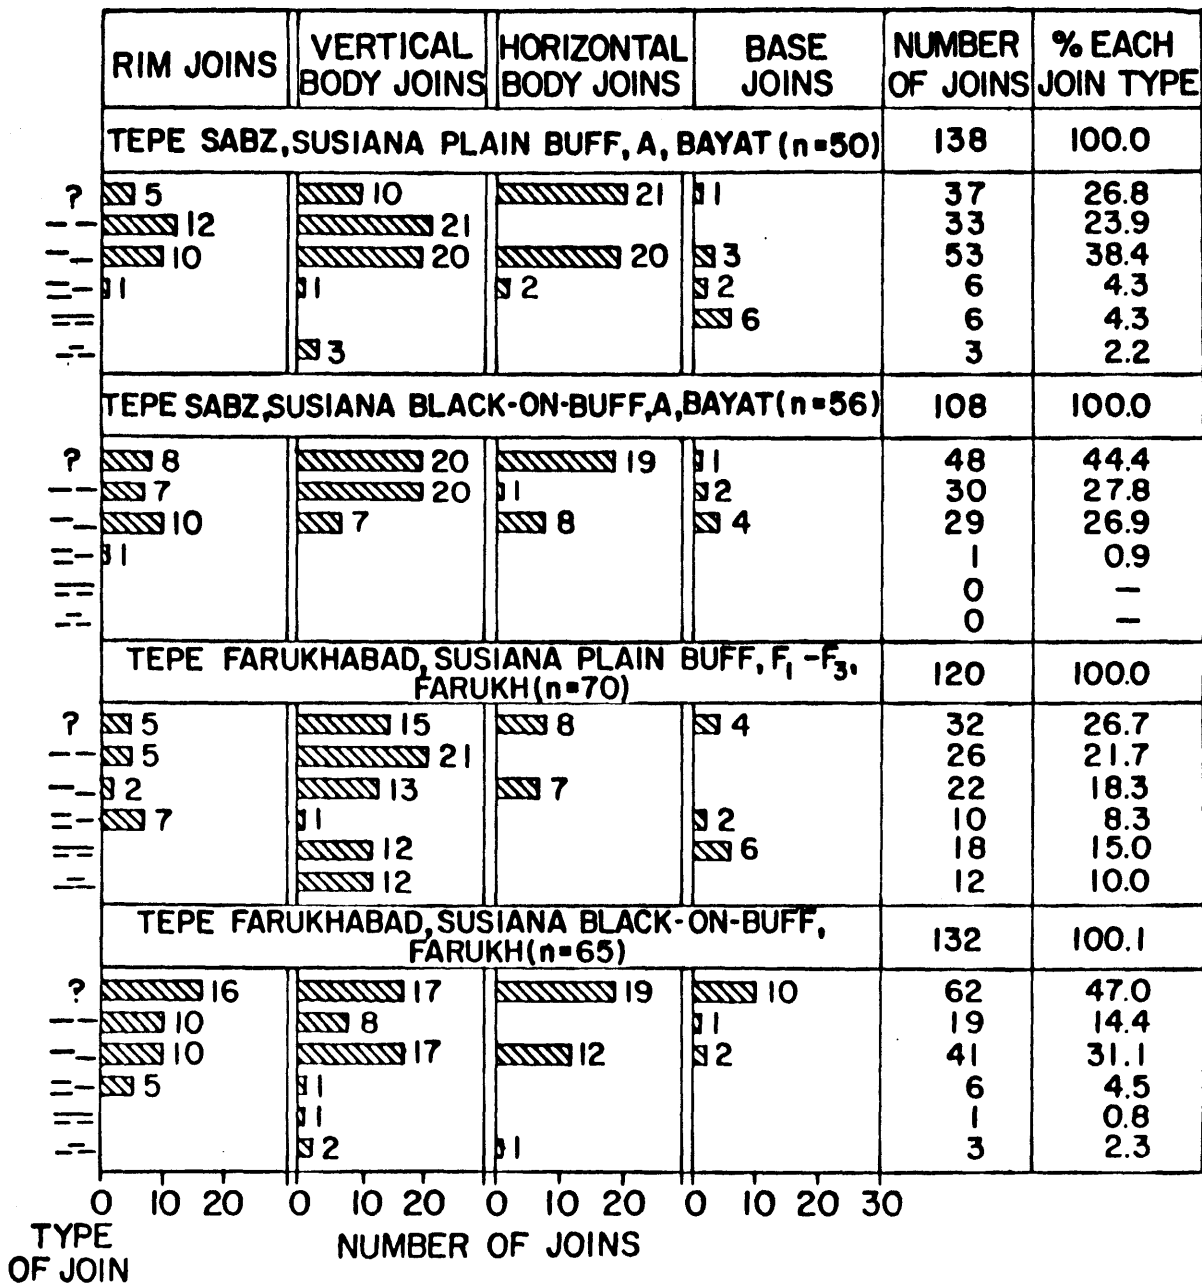 RIM JOINS VERTICAL BODY JOINS HORIZONTAL BODY JOINS BASE JOINS NUMBER OF JOINS % EACH JOIN TYPE
TEPE SABZ, SUSIANA PLAIN BUFF, A, BAYAT (n=50) 138 100.0
? 5 10 21 1 37 26.8
12 21 33 23.9
10 20 20 3 53 38.4
1 1 2 2 6 4.3
6 6 4.3
3 3 2.2
TEPE SABZ, SUSIANA BLACK-ON-BUFF, A, BAYAT (n=56) 108 100.0
? 8 20 19 1 48 44.4
7 20 1 2 30 27.8
10 7 8 4 29 26.9
1 1 0.9
0 —
0 —
TEPE FARUKHABAD, SUSIANA PLAIN BUFF, F₁-F₃,
FARUKH (n=70) 120 100.0
? 5 15 8 4 32 26.7
5 21 26 21.7
2 13 7 22 18.3
7 1 2 10 8.3
12 6 18 15.0
12 12 10.0
TEPE FARUKHABAD, SUSIANA BLACK-ON-BUFF,
FARUKH (n=65) 132 100.1
? 16 17 19 10 62 47.0
10 8 1 19 14.4
10 17 12 2 41 31.1
5 1 6 4.5
1 1 0.8
2 1 3 2.3
0 10 20 0 10 20 0 10 20 0 10 20 30
TYPE
OF JOIN
NUMBER OF JOINS